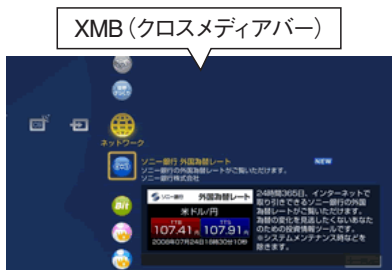 XMB（クロスメディアバー）
ネットワーク
ソニー銀行 外国為替レート
NEW
ソニー銀行の外国為替レートがご覧いただけます。
ソニー銀行株式会社
Bit
ソニー銀行 外国為替レート
米ドル/円
TTB TTS
107.41円 107.91円
2008年07月24日18時30分10秒
24時間365日、インターネットで
取り引きできるソニー銀行の外国
為替レートがご覧いただけます。
為替の変化を見逃したくないあなた
のための投資情報ツールです。
※システムメンテナンス時などを
除きます。